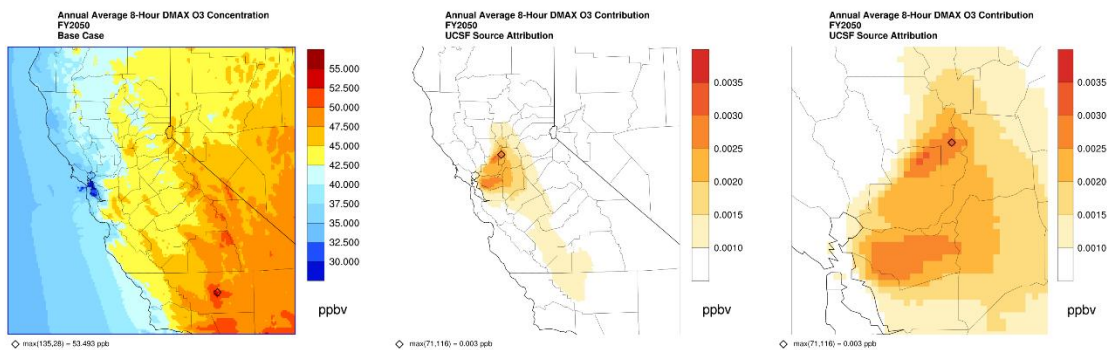 Annual Average 8-Hour DMAX O3 Concentration
FY2050
Base Case
55.000
52.500
50.000
47.500
45.000
42.500
40.000
37.500
35.000
32.500
30.000
ppbv
max(135,28) = 53.493 ppb
Annual Average 8-Hour DMAX O3 Contribution
FY2050
UCSF Source Attribution
0.0035
0.0030
0.0025
0.0020
0.0015
0.0010
ppbv
max(71,116) = 0.003 ppb
Annual Average 8-Hour DMAX O3 Contribution
FY2050
UCSF Source Attribution
0.0035
0.0030
0.0025
0.0020
0.0015
0.0010
ppbv
max(71,116) = 0.003 ppb